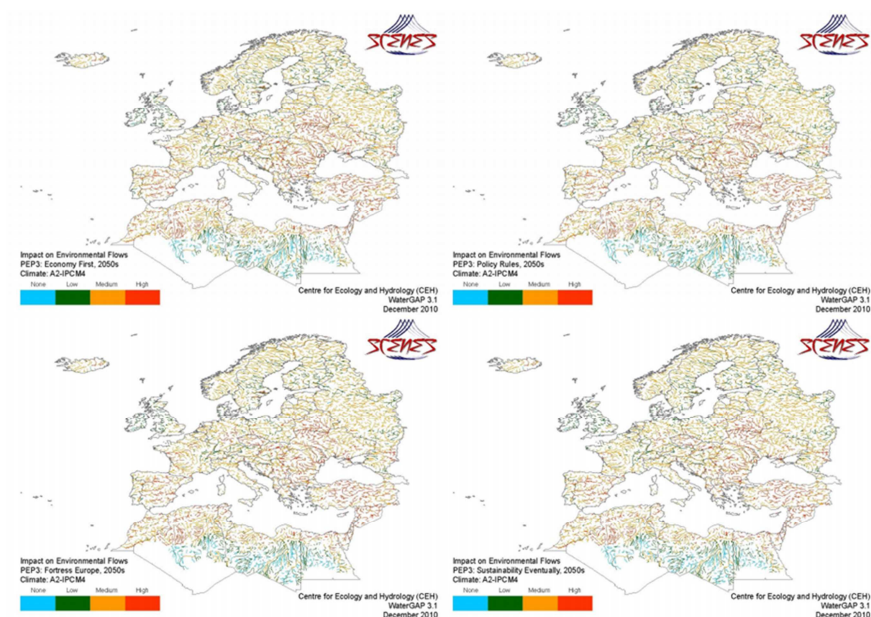 SCENES
Impact on Environmental Flows
PEP3: Economy First, 2050s
Climate: A2-IPCM4
None Low Medium High
Centre for Ecology and Hydrology (CEH)
WaterGAP 3.1
December 2010
SCENES
Impact on Environmental Flows
PEP3: Policy Rules, 2050s
Climate: A2-IPCM4
None Low Medium High
Centre for Ecology and Hydrology (CEH)
WaterGAP 3.1
December 2010
SCENES
Impact on Environmental Flows
PEP3: Fortress Europe, 2050s
Climate: A2-IPCM4
None Low Medium High
Centre for Ecology and Hydrology (CEH)
WaterGAP 3.1
December 2010
SCENES
Impact on Environmental Flows
PEP3: Sustainability Eventually, 2050s
Climate: A2-IPCM4
None Low Medium High
Centre for Ecology and Hydrology (CEH)
WaterGAP 3.1
December 2010